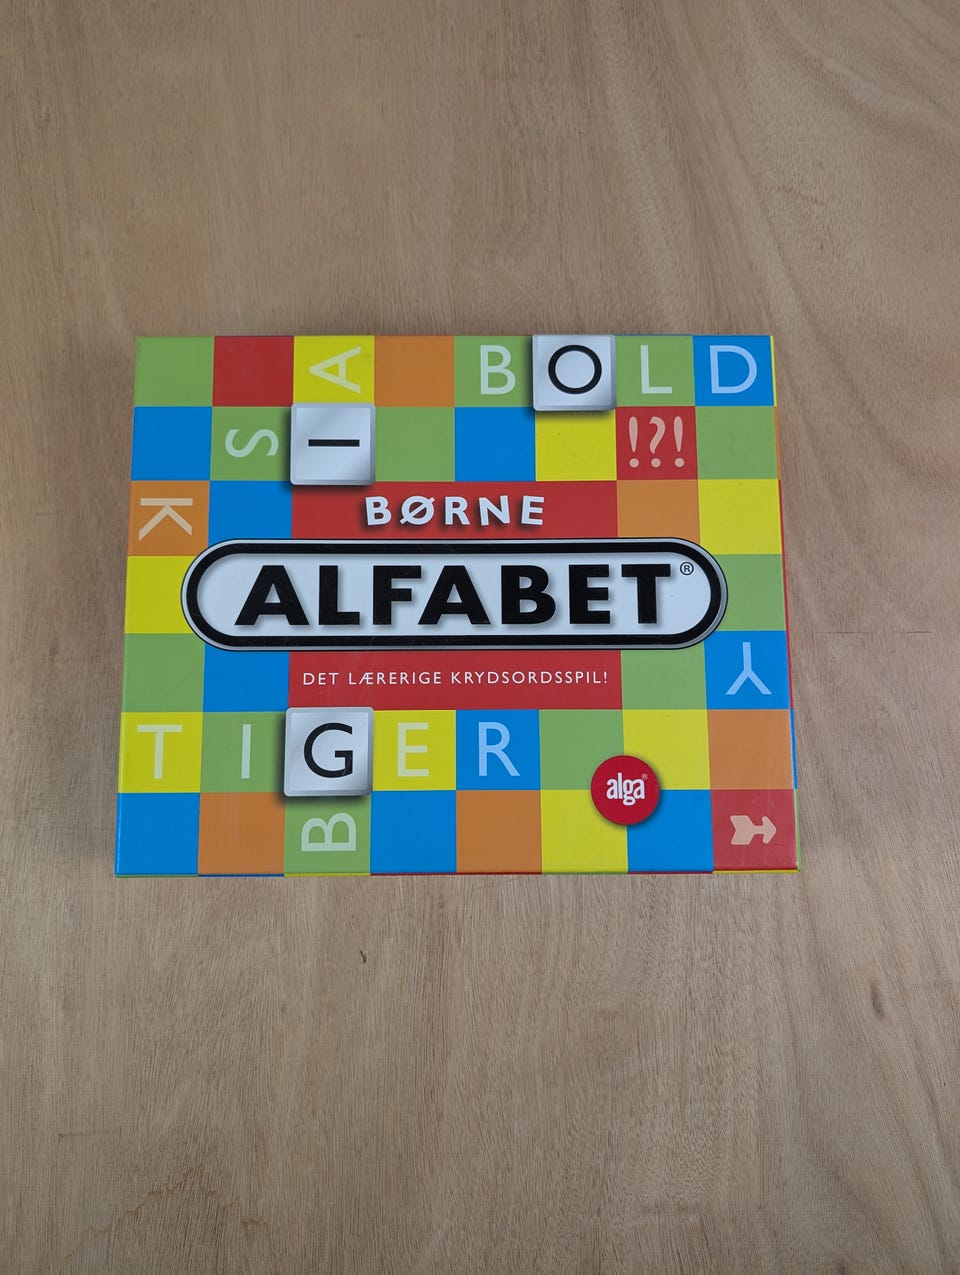 A
BOLD
S
I
!?!
K
BØRNE
ALFABET®
DET LÆRERIGE KRYDSORDSSPIL!
Y
TIGER
alga®
B